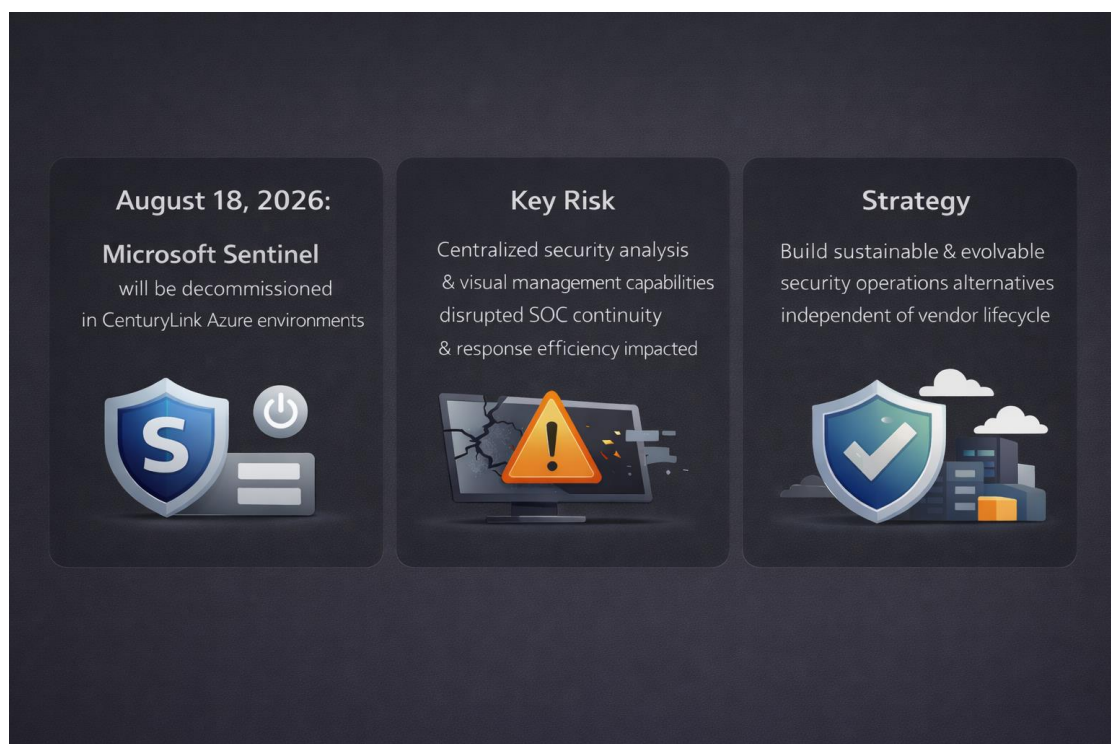 August 18, 2026:
Microsoft Sentinel
will be decommissioned
in CenturyLink Azure environments
S
Key Risk
Centralized security analysis
& visual management capabilities
disrupted SOC continuity
& response efficiency impacted
Strategy
Build sustainable & evolvable
security operations alternatives
independent of vendor lifecycle